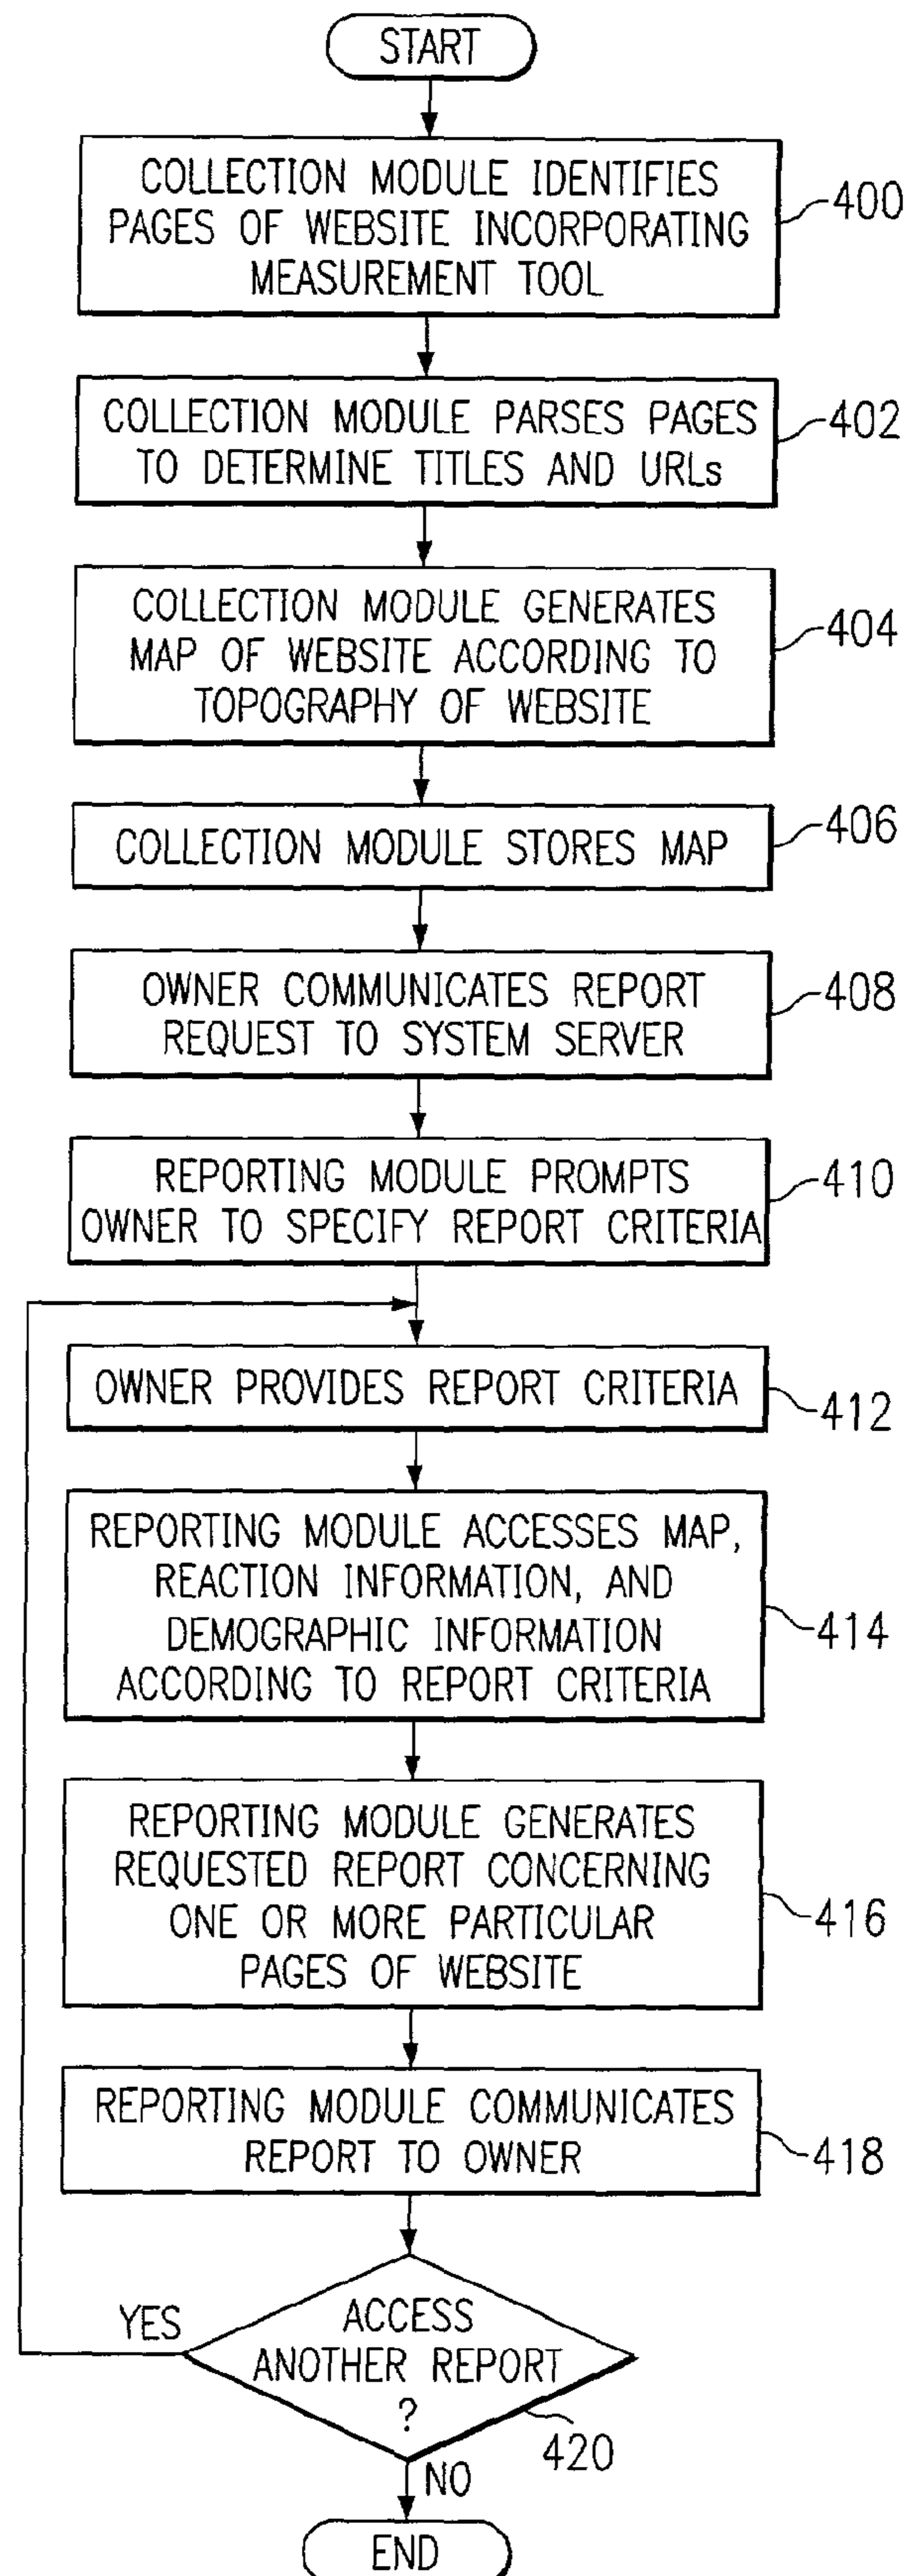 START
COLLECTION MODULE IDENTIFIES
PAGES OF WEBSITE INCORPORATING
MEASUREMENT TOOL
400
COLLECTION MODULE PARSES PAGES
TO DETERMINE TITLES AND URLs
402
COLLECTION MODULE GENERATES
MAP OF WEBSITE ACCORDING TO
TOPOGRAPHY OF WEBSITE
404
COLLECTION MODULE STORES MAP
406
OWNER COMMUNICATES REPORT
REQUEST TO SYSTEM SERVER
408
REPORTING MODULE PROMPTS
OWNER TO SPECIFY REPORT CRITERIA
410
OWNER PROVIDES REPORT CRITERIA
412
REPORTING MODULE ACCESSES MAP,
REACTION INFORMATION, AND
DEMOGRAPHIC INFORMATION
ACCORDING TO REPORT CRITERIA
414
REPORTING MODULE GENERATES
REQUESTED REPORT CONCERNING
ONE OR MORE PARTICULAR
PAGES OF WEBSITE
416
REPORTING MODULE COMMUNICATES
REPORT TO OWNER
418
YES
ACCESS
ANOTHER REPORT
?
420
NO
END